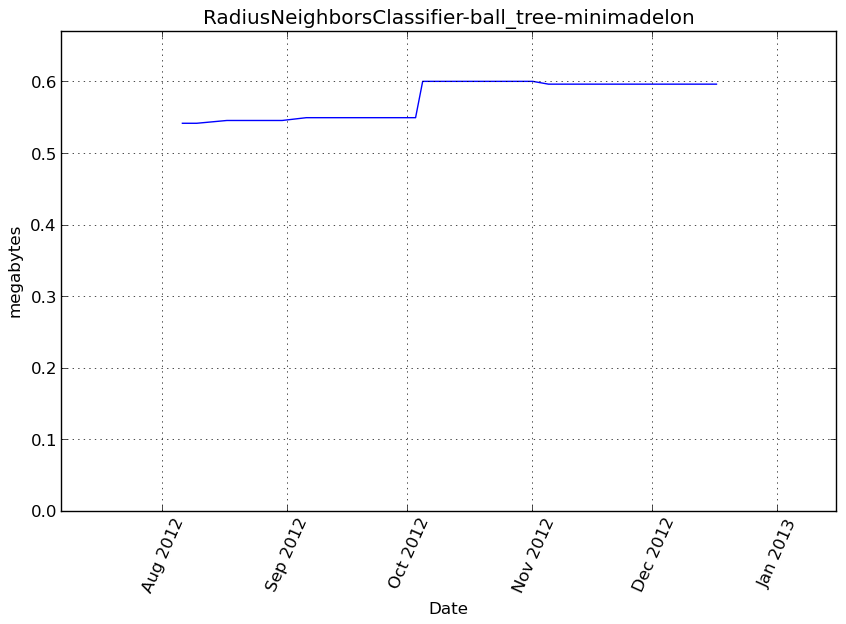 RadiusNeighborsClassifier-ball_tree-minimadelon
0.6
0.5
0.4
0.3
0.2
0.1
0.0
megabytes
Aug 2012
Sep 2012
Oct 2012
Nov 2012
Dec 2012
Jan 2013
Date